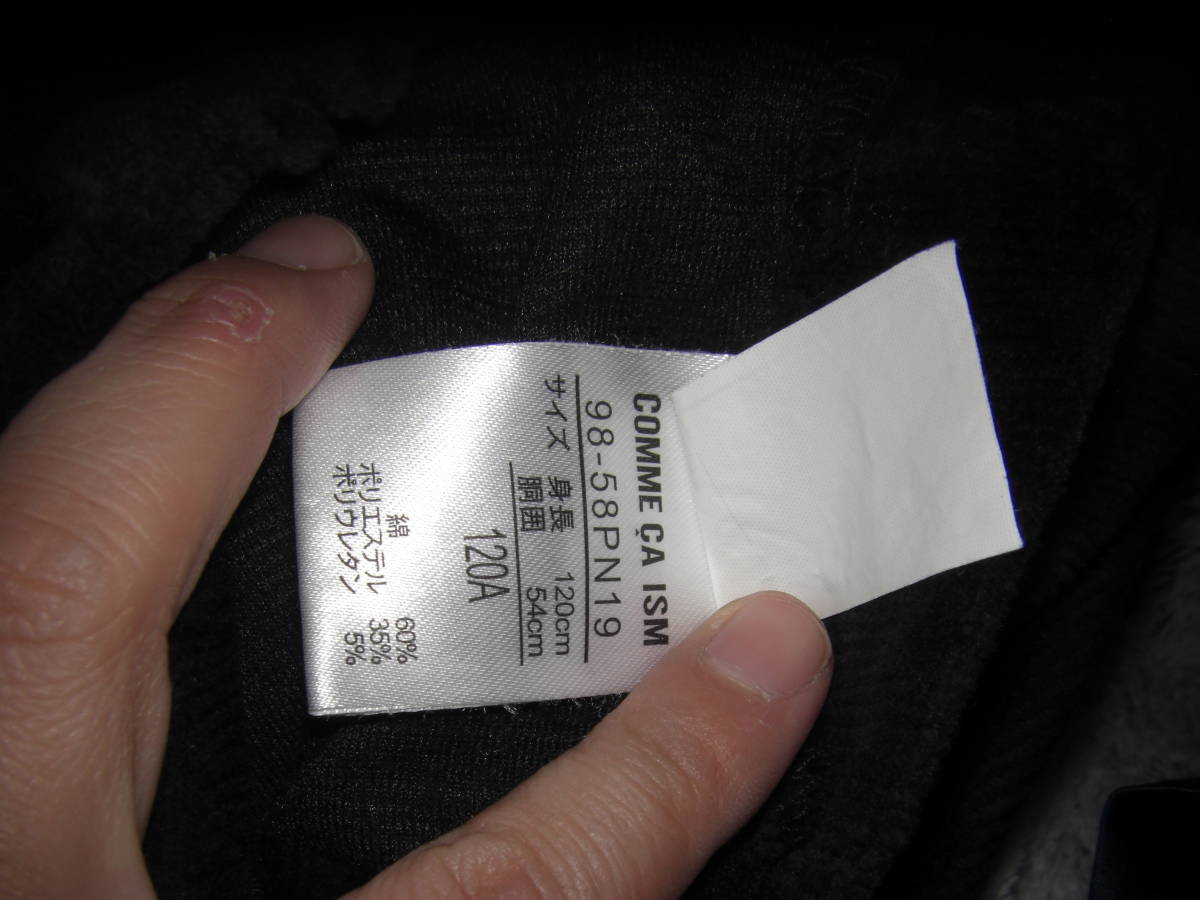 COMME ÇA ISM
98-58PN19
サイズ 身長 120cm
胴囲 54cm
120A
綿 60%
ポリエステル 35%
ポリウレタン 5%